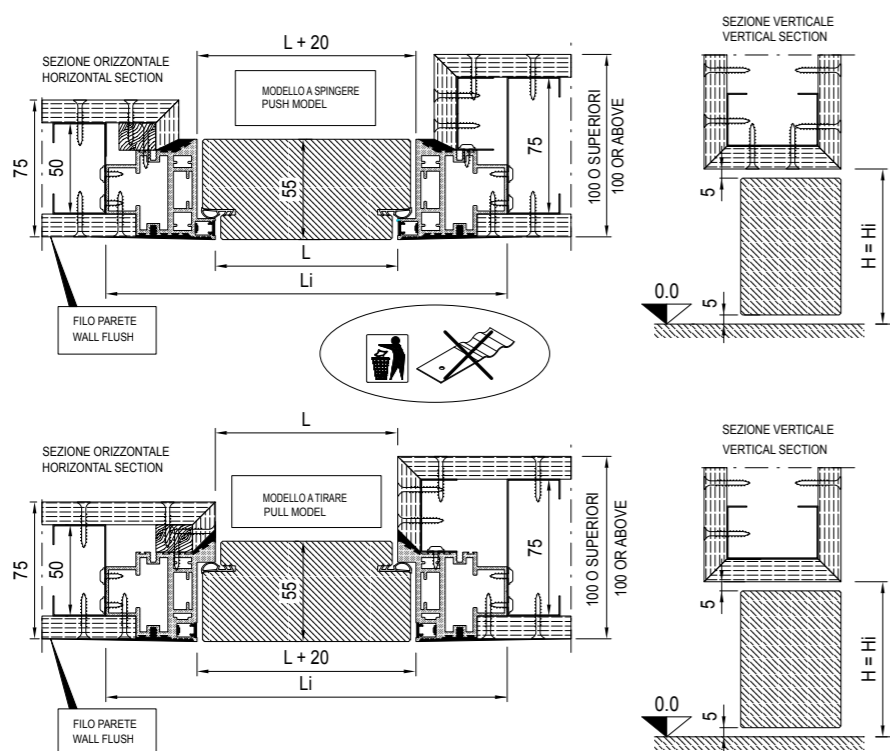 SEZIONE ORIZZONTALE
HORIZONTAL SECTION
L + 20
MODELLO A SPINGERE
PUSH MODEL
75
50
55
75
100 O SUPERIORI
100 OR ABOVE
L
Li
FILO PARETE
WALL FLUSH
SEZIONE VERTICALE
VERTICAL SECTION
5
H = Hi
0.0
5
SEZIONE ORIZZONTALE
HORIZONTAL SECTION
L
MODELLO A TIRARE
PULL MODEL
75
50
55
75
100 O SUPERIORI
100 OR ABOVE
L + 20
Li
FILO PARETE
WALL FLUSH
SEZIONE VERTICALE
VERTICAL SECTION
5
H = Hi
0.0
5